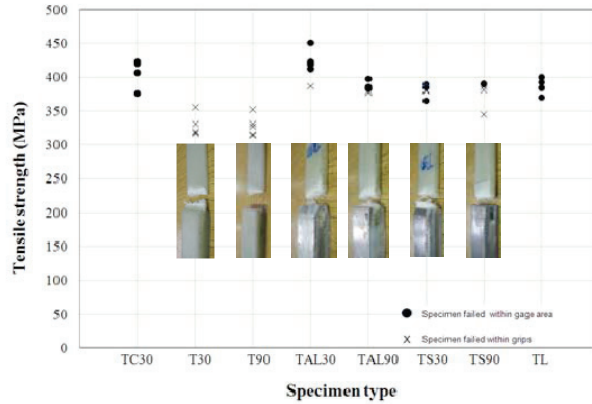 500
450
400
350
300
250
200
150
100
50
0
Tensile strength (MPa)
Specimen failed within gage area
Specimen failed within grips
TC30 T30 T90 TAL30 TAL90 TS30 TS90 TL
Specimen type